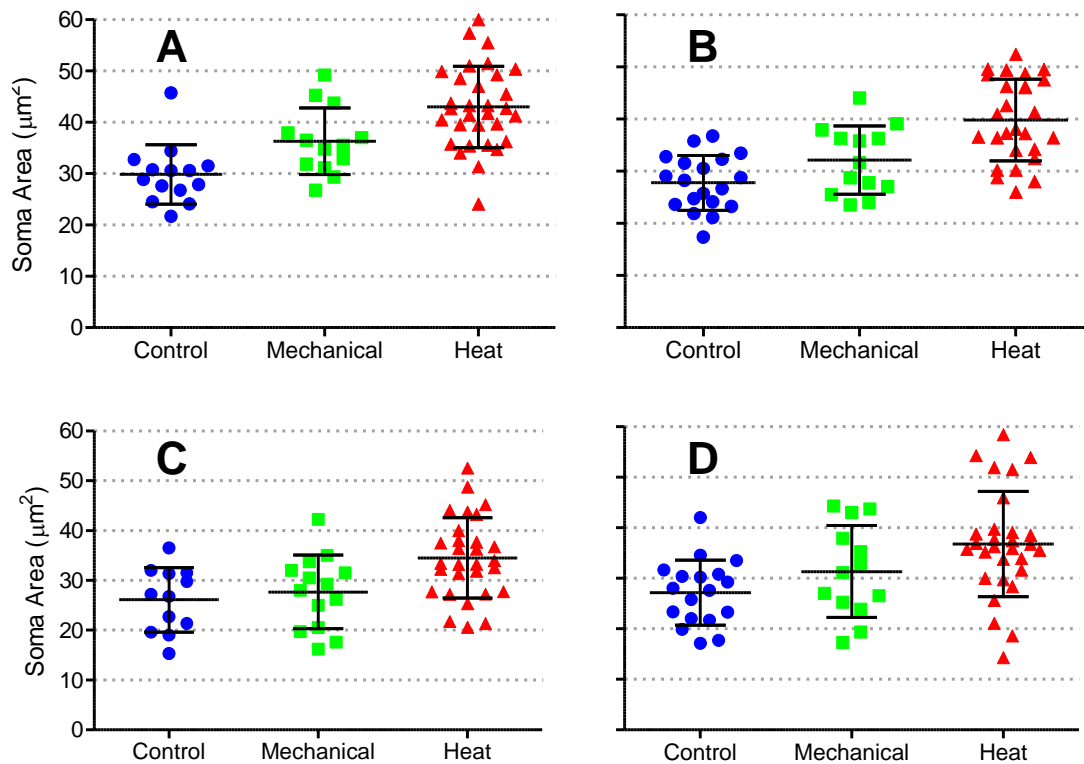 A
B
Soma Area (μm²)
60
50
40
30
20
10
0
Control Mechanical Heat
Control Mechanical Heat
C
D
Soma Area (μm²)
60
50
40
30
20
10
0
Control Mechanical Heat
Control Mechanical Heat